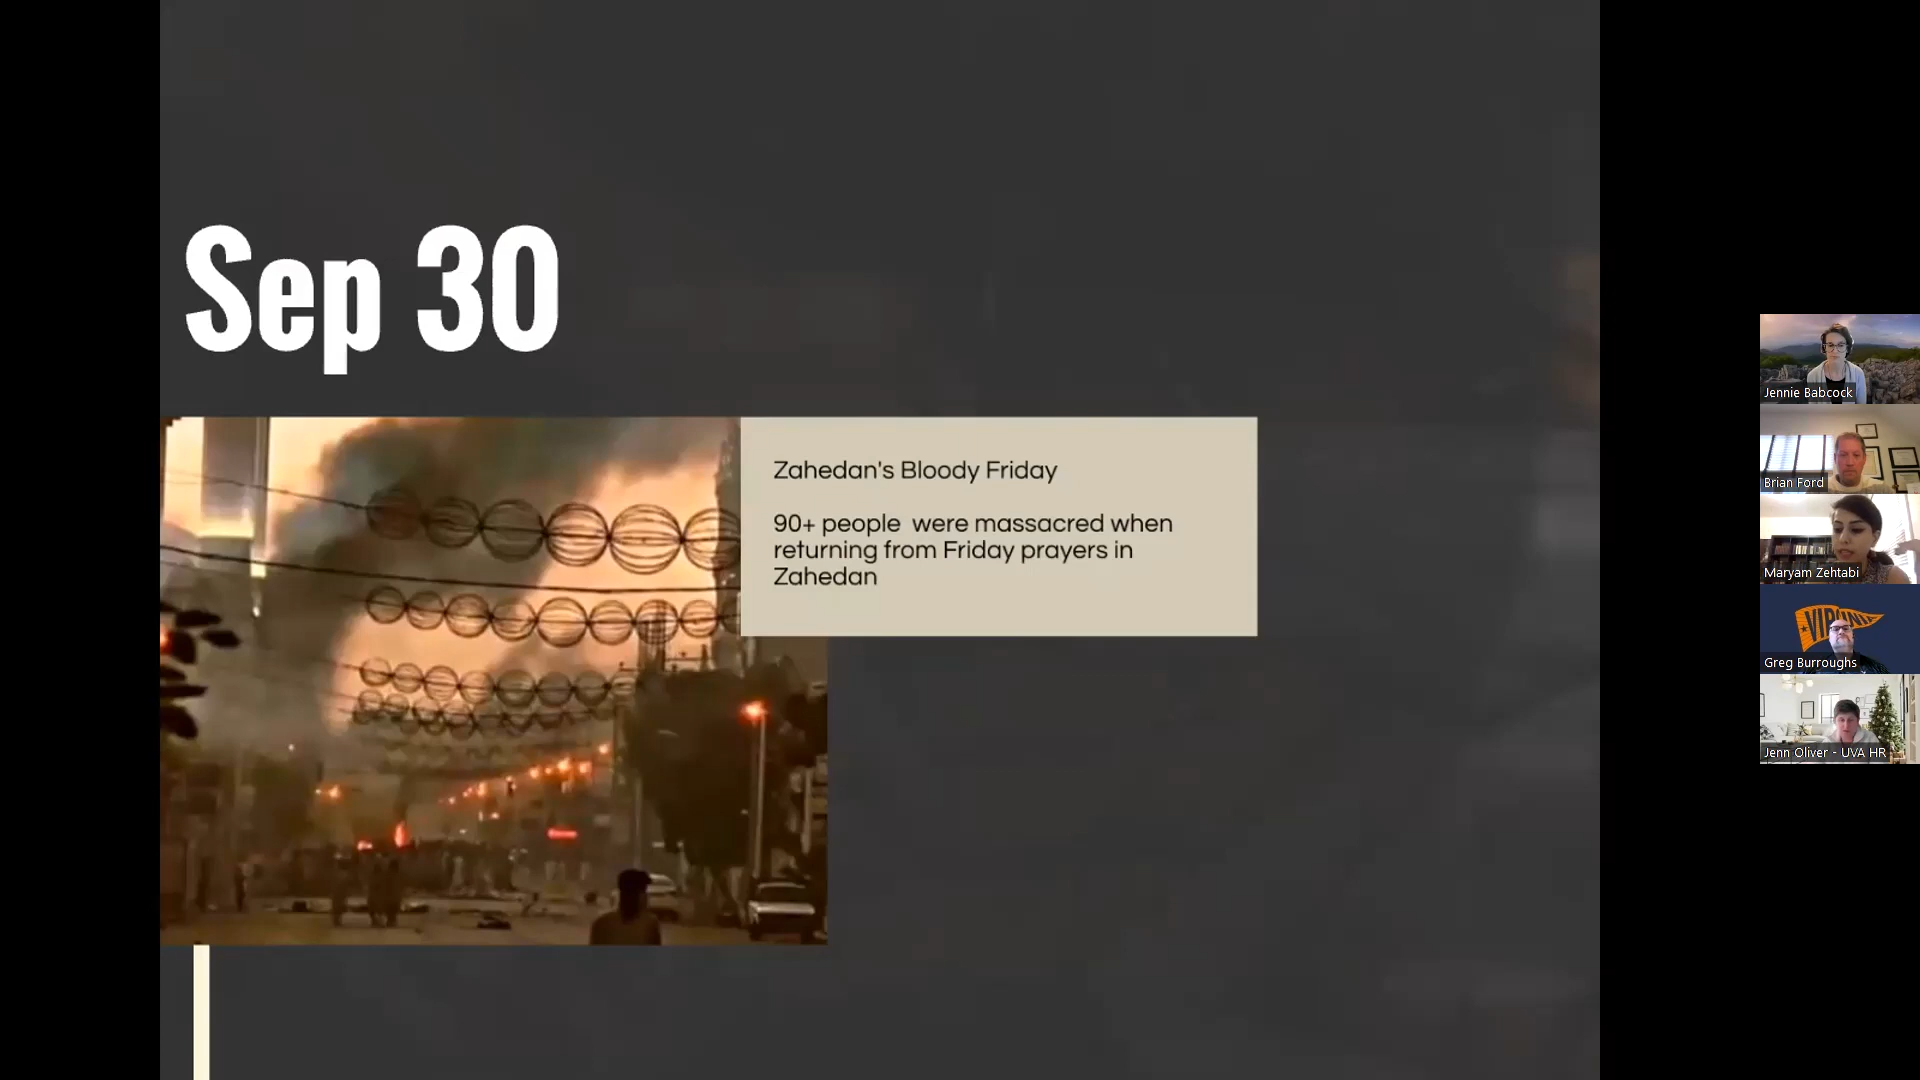 Sep 30
Zahedan's Bloody Friday
90+ people were massacred when
returning from Friday prayers in
Zahedan
Jennie Babcock
Brian Ford
Maryam Zehtabi
VIRGINIA
Greg Burroughs
Jenn Oliver - UVA HR